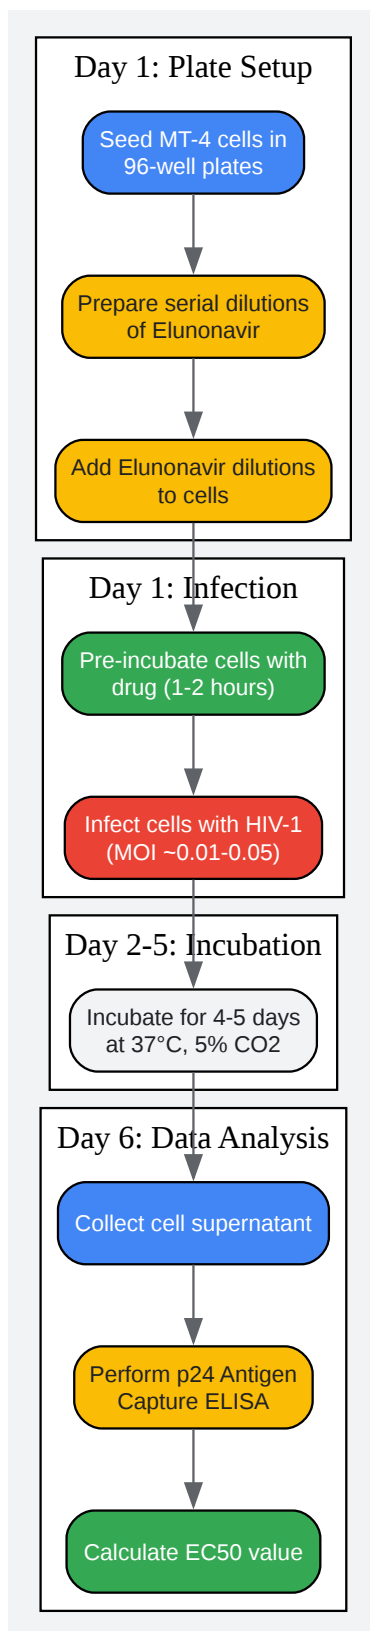 Day 1: Plate Setup
Seed MT-4 cells in
96-well plates
Prepare serial dilutions
of Elunonavir
Add Elunonavir dilutions
to cells
Day 1: Infection
Pre-incubate cells with
drug (1-2 hours)
Infect cells with HIV-1
(MOI ~0.01-0.05)
Day 2-5: Incubation
Incubate for 4-5 days
at 37°C, 5% CO2
Day 6: Data Analysis
Collect cell supernatant
Perform p24 Antigen
Capture ELISA
Calculate EC50 value